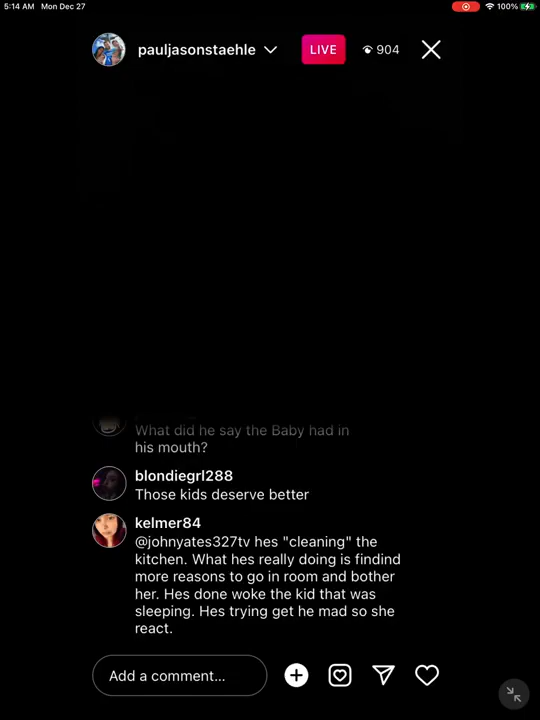 5:14 AM Mon Dec 27
100%
pauljasonstaehle
LIVE
904
What did he say the Baby had in
his mouth?
blondiegrl288
Those kids deserve better
kelmer84
@johnyates327tv hes "cleaning" the
kitchen. What hes really doing is findind
more reasons to go in room and bother
her. Hes done woke the kid that was
sleeping. Hes trying get he mad so she
react.
Add a comment...